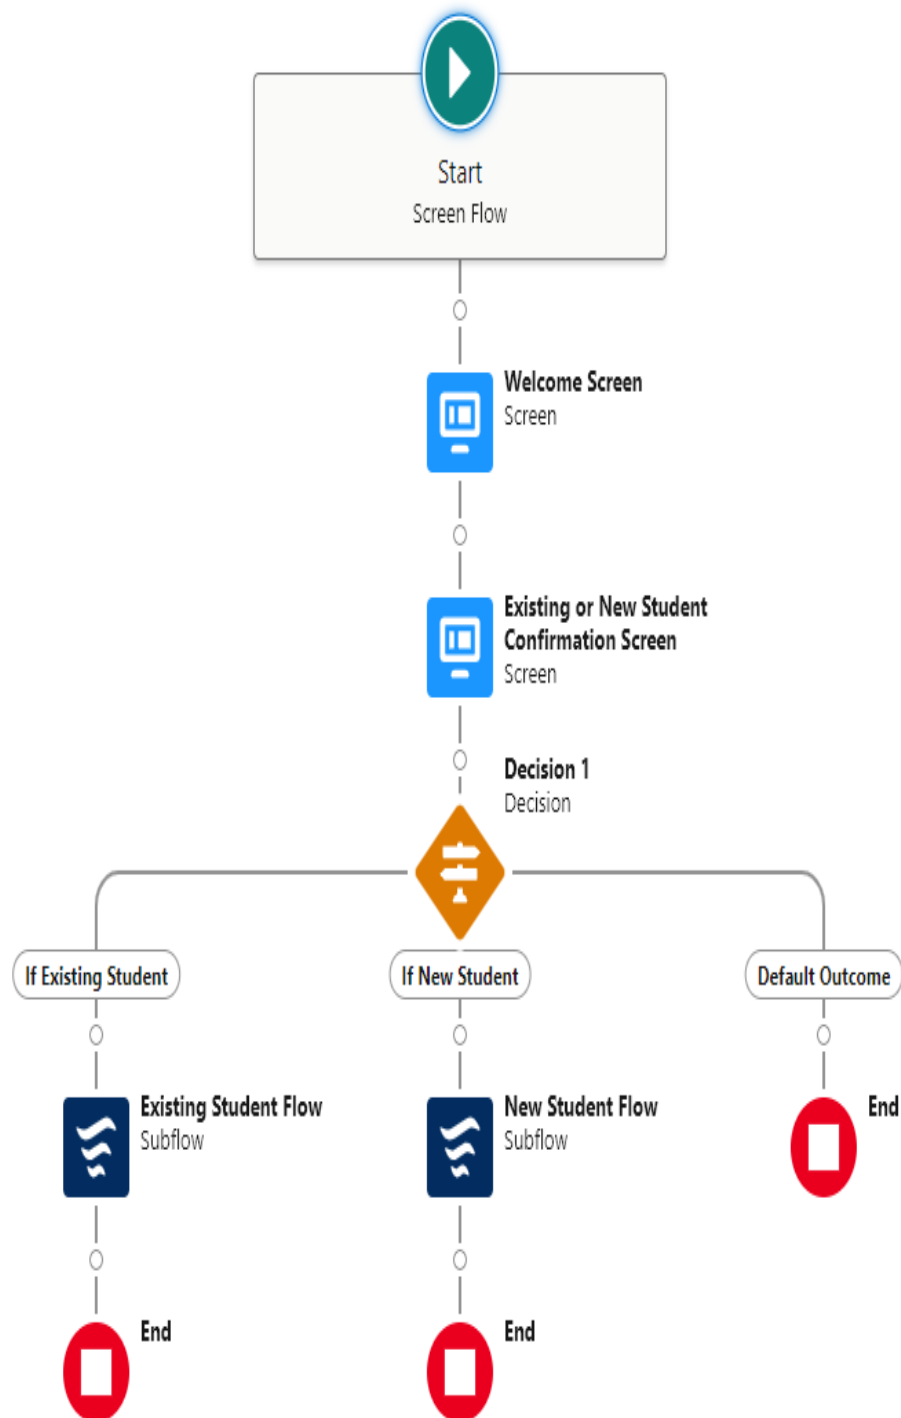 Start
Screen Flow
Welcome Screen
Screen
Existing or New Student
Confirmation Screen
Screen
Decision 1
Decision
If Existing Student
If New Student
Default Outcome
Existing Student Flow
Subflow
New Student Flow
Subflow
End
End
End